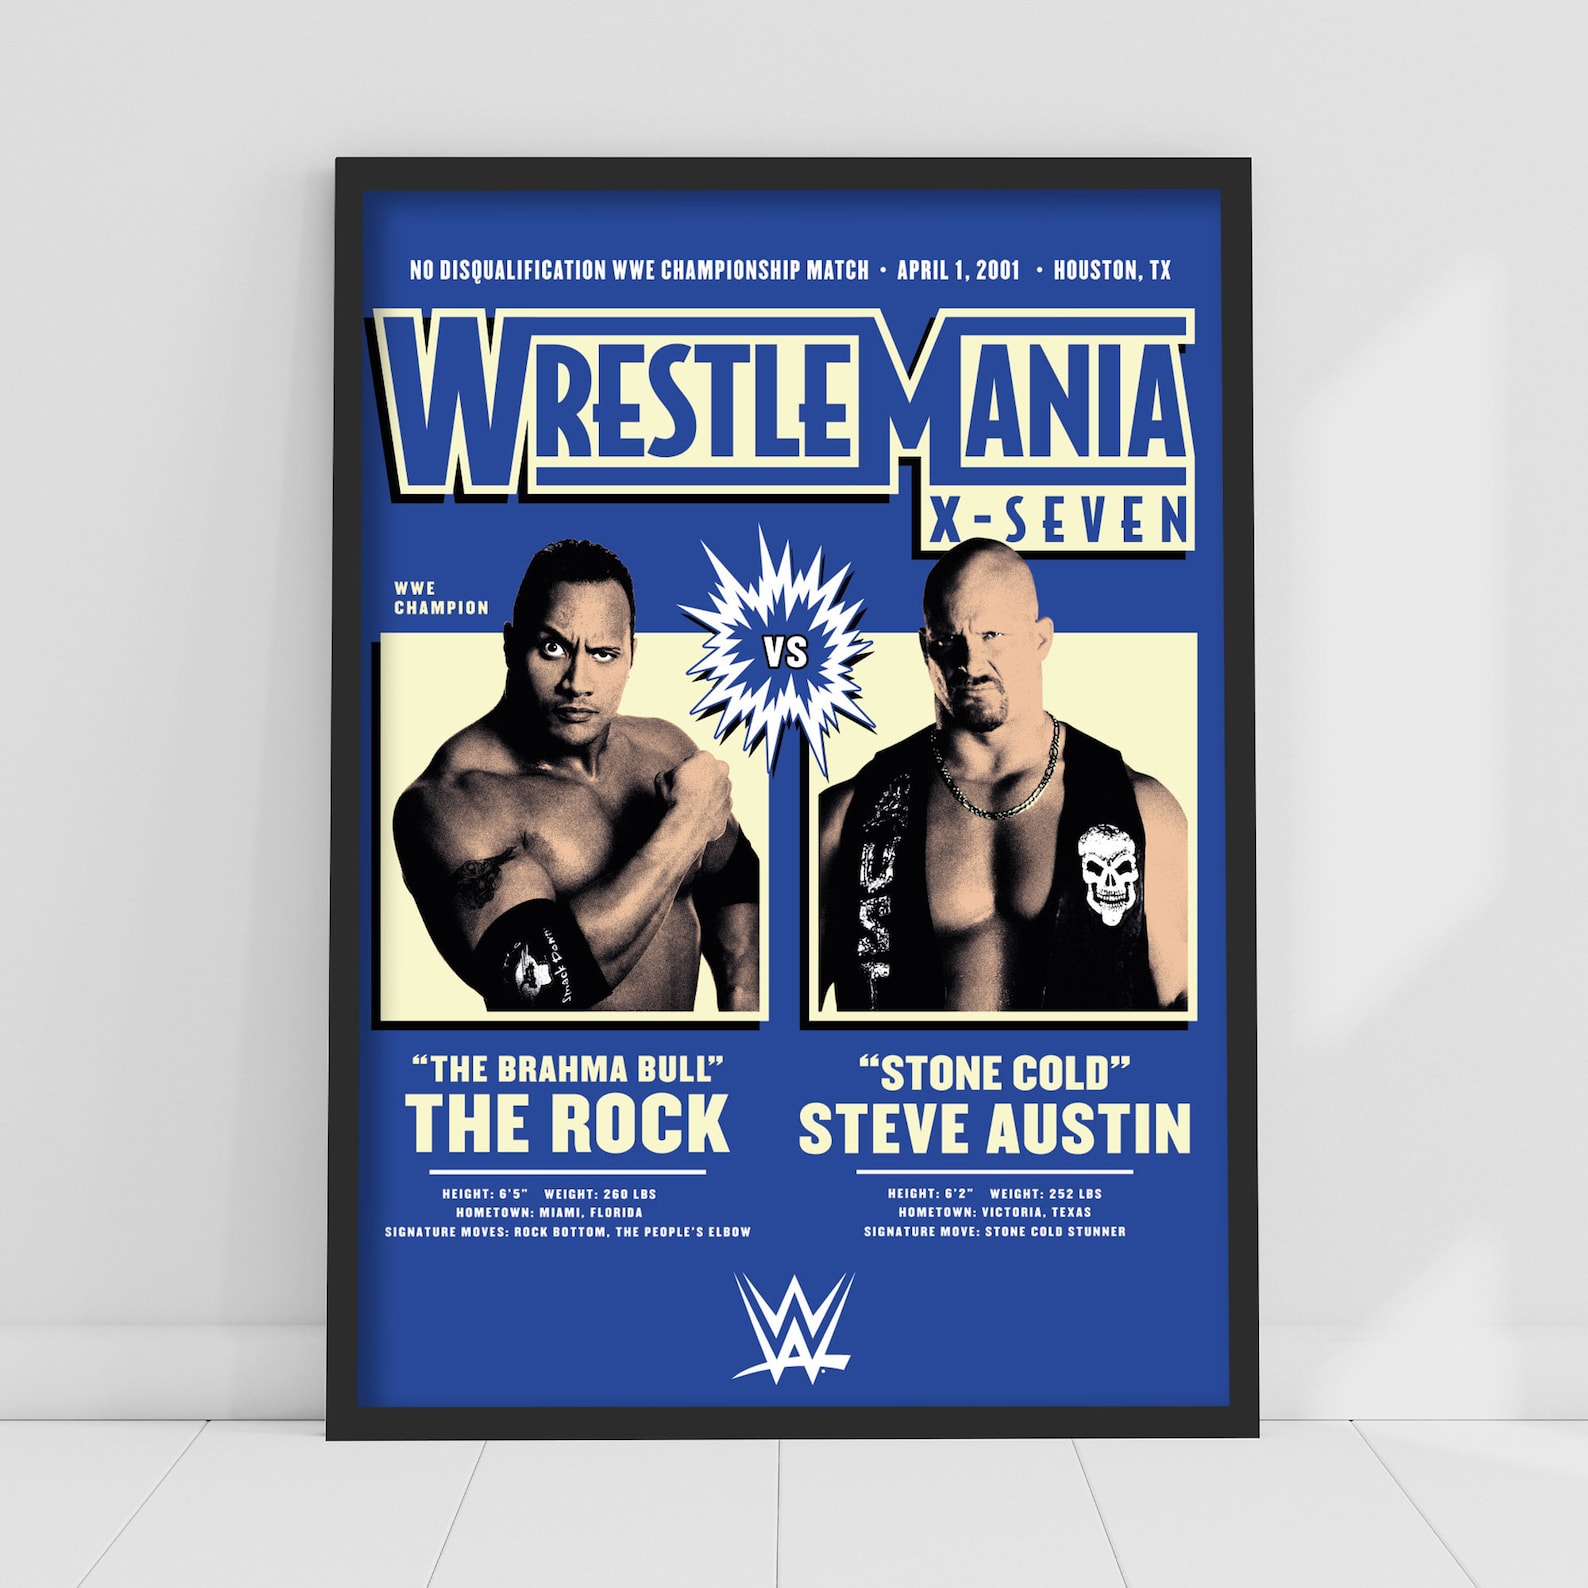 NO DISQUALIFICATION WWE CHAMPIONSHIP MATCH • APRIL 1, 2001 • HOUSTON, TX
WRESTLEMANIA
X-SEVEN
WWE
CHAMPION
VS
SmackDown
“THE BRAHMA BULL”
THE ROCK
HEIGHT: 6’5” WEIGHT: 260 LBS
HOMETOWN: MIAMI, FLORIDA
SIGNATURE MOVES: ROCK BOTTOM, THE PEOPLE’S ELBOW
“STONE COLD”
STEVE AUSTIN
HEIGHT: 6’2” WEIGHT: 252 LBS
HOMETOWN: VICTORIA, TEXAS
SIGNATURE MOVE: STONE COLD STUNNER
W